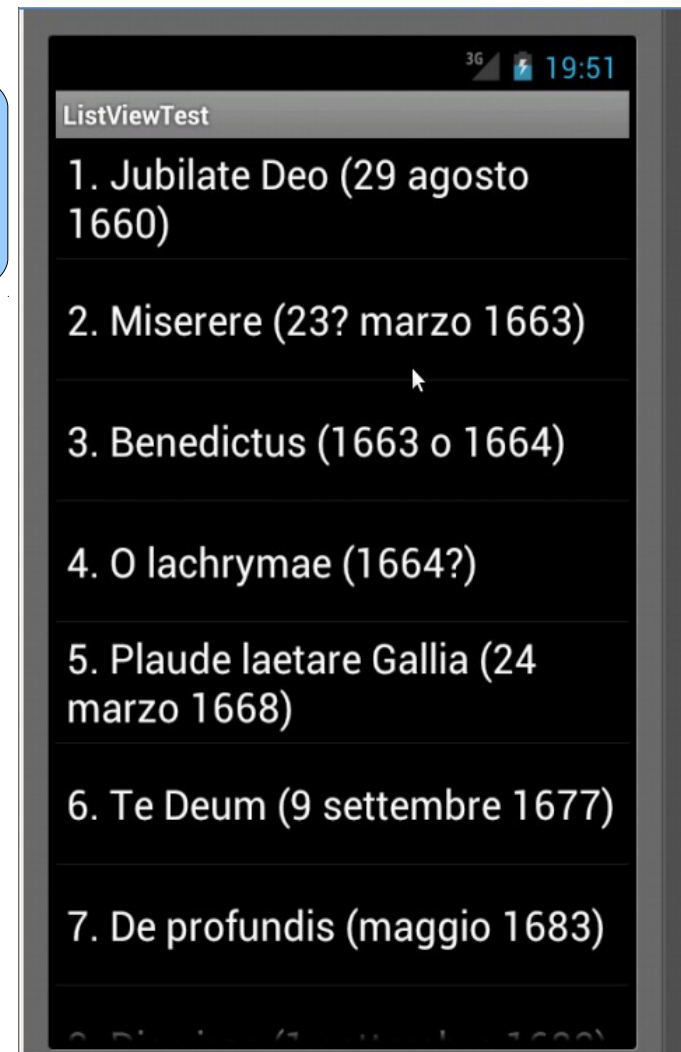 3G 19:51
ListViewTest
1. Jubilate Deo (29 agosto
1660)
2. Miserere (23? marzo 1663)
3. Benedictus (1663 o 1664)
4. O lachrymae (1664?)
5. Plaude laetare Gallia (24
marzo 1668)
6. Te Deum (9 settembre 1677)
7. De profundis (maggio 1683)